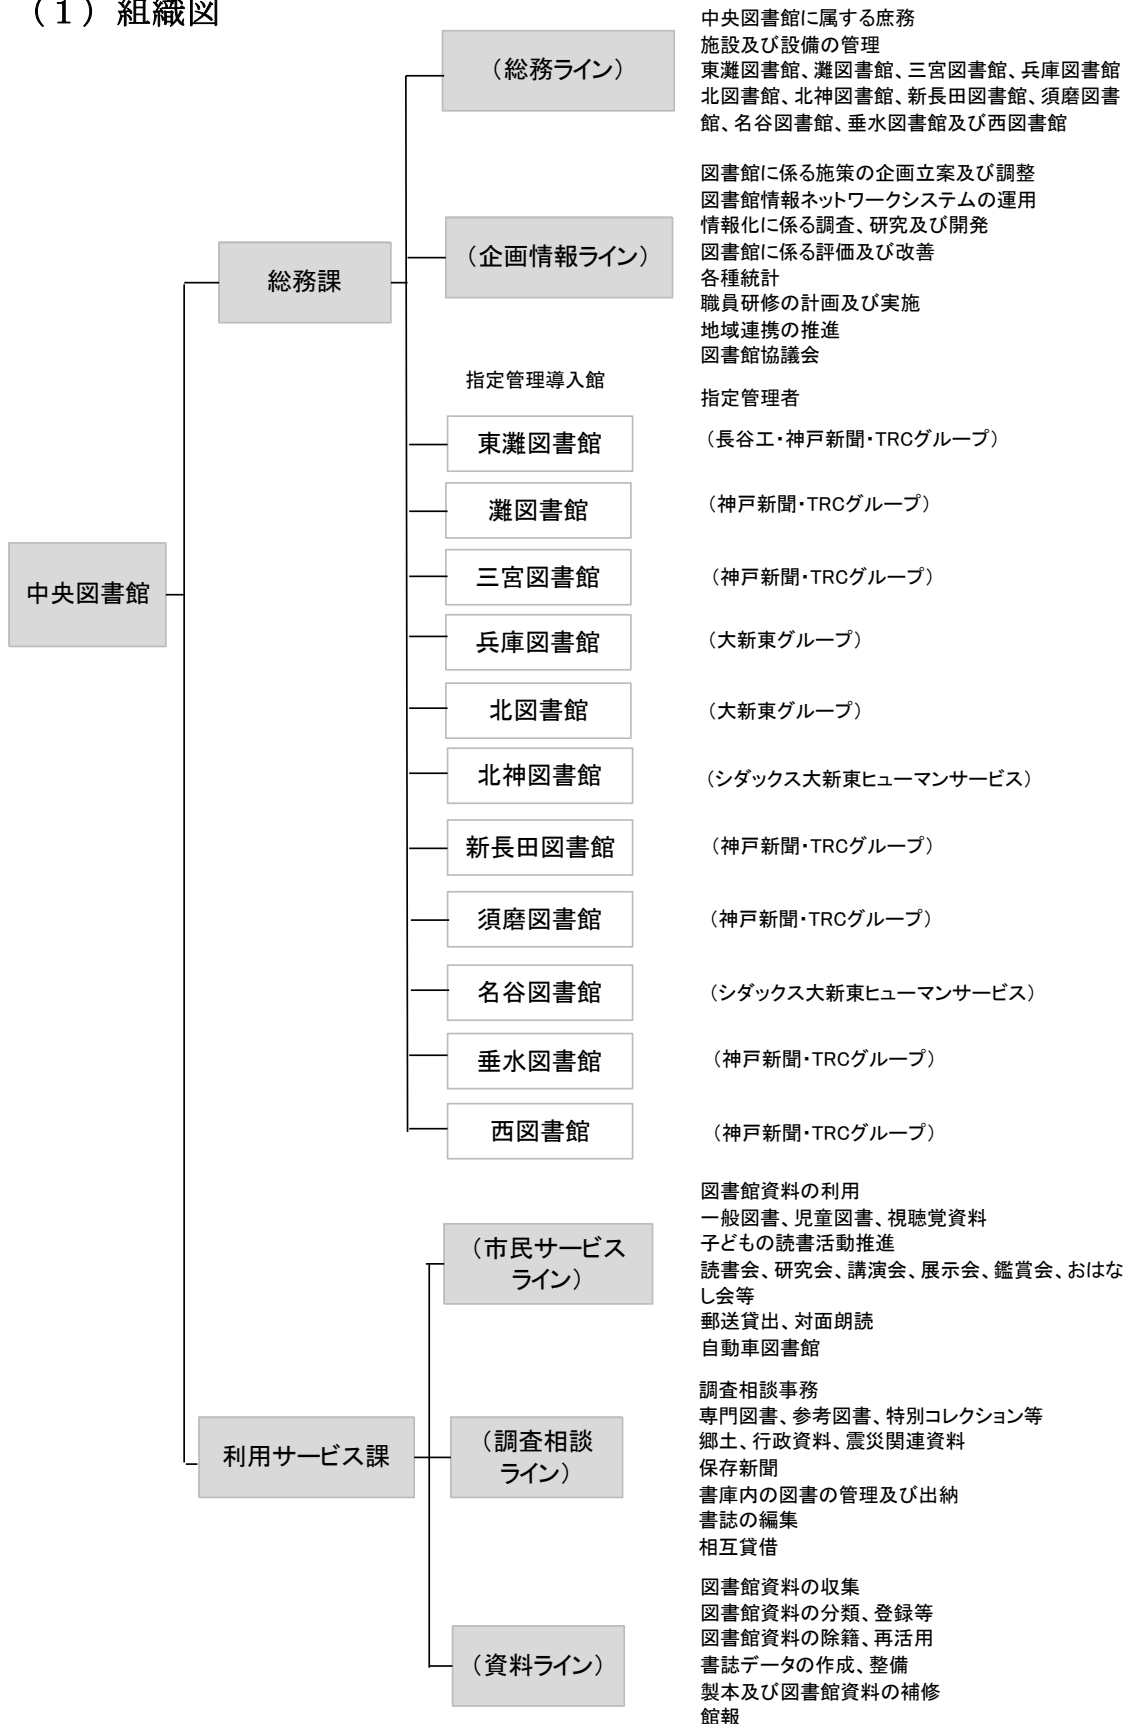 (1)組織図
中央図書館に属する庶務
施設及び設備の管理
東灘図書館、灘図書館、三宮図書館、兵庫図書館
北図書館、北神図書館、新長田図書館、須磨図書
館、名谷図書館、垂水図書館及び西図書館
(総務ライン)
図書館に係る施策の企画立案及び調整
図書館情報ネットワークシステムの運用
情報化に係る調査、研究及び開発
図書館に係る評価及び改善
各種統計
職員研修の計画及び実施
地域連携の推進
図書館協議会
(企画情報ライン)
総務課
指定管理導入館
指定管理者
東灘図書館
(長谷工・神戸新聞・TRCグループ)
灘図書館
(神戸新聞・TRCグループ)
三宮図書館
(神戸新聞・TRCグループ)
中央図書館
兵庫図書館
(大新東グループ)
北図書館
(大新東グループ)
北神図書館
(シダックス大新東ヒューマンサービス)
新長田図書館
(神戸新聞・TRCグループ)
須磨図書館
(神戸新聞・TRCグループ)
名谷図書館
(シダックス大新東ヒューマンサービス)
垂水図書館
(神戸新聞・TRCグループ)
西図書館
(神戸新聞・TRCグループ)
図書館資料の利用
一般図書、児童図書、視聴覚資料
子どもの読書活動推進
読書会、研究会、講演会、展示会、鑑賞会、おはな
し会等
郵送貸出、対面朗読
自動車図書館
(市民サービス
ライン)
調査相談事務
専門図書、参考図書、特別コレクション等
郷土、行政資料、震災関連資料
保存新聞
書庫内の図書の管理及び出納
書誌の編集
相互貸借
(調査相談
ライン)
利用サービス課
図書館資料の収集
図書館資料の分類、登録等
図書館資料の除籍、再活用
書誌データの作成、整備
製本及び図書館資料の補修
館報
(資料ライン)